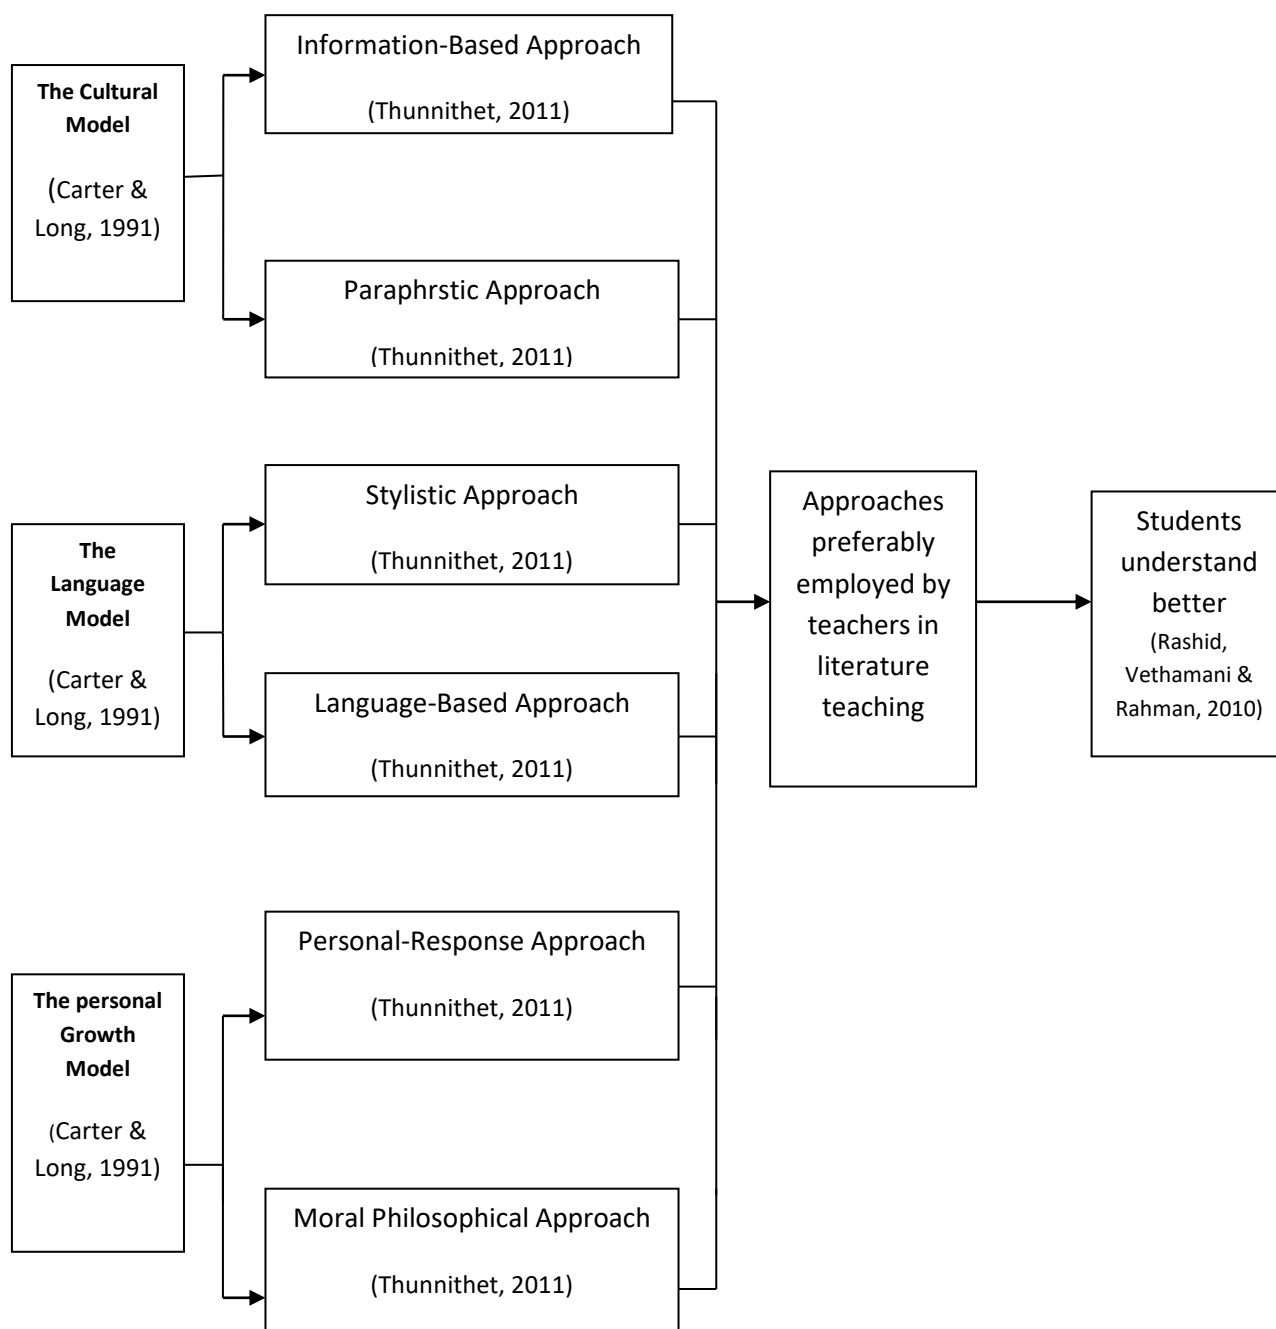 The Cultural
Model
(Carter &
Long, 1991)
Information-Based Approach
(Thunnithet, 2011)
Paraphrstic Approach
(Thunnithet, 2011)
The
Language
Model
(Carter &
Long, 1991)
Stylistic Approach
(Thunnithet, 2011)
Language-Based Approach
(Thunnithet, 2011)
The personal
Growth
Model
(Carter &
Long, 1991)
Personal-Response Approach
(Thunnithet, 2011)
Moral Philosophical Approach
(Thunnithet, 2011)
Approaches
preferably
employed by
teachers in
literature
teaching
Students
understand
better
(Rashid,
Vethamani &
Rahman, 2010)